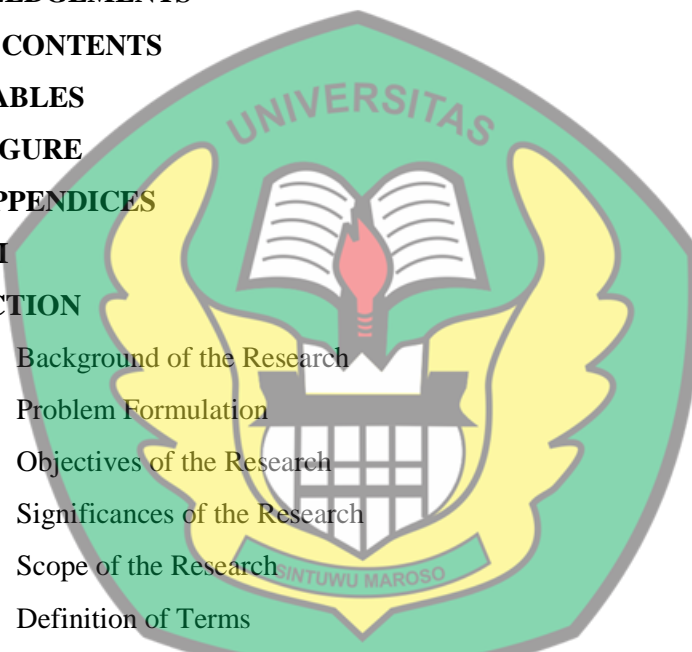 LEDGEMENTS
CONTENTS
ABLES
UNIVERSITAS
GURE
PPENDICES
I
CTION
Background of the Research
Problem Formulation
Objectives of the Research
Significances of the Research
Scope of the Research
SINTUWU MAROSO
Definition of Terms